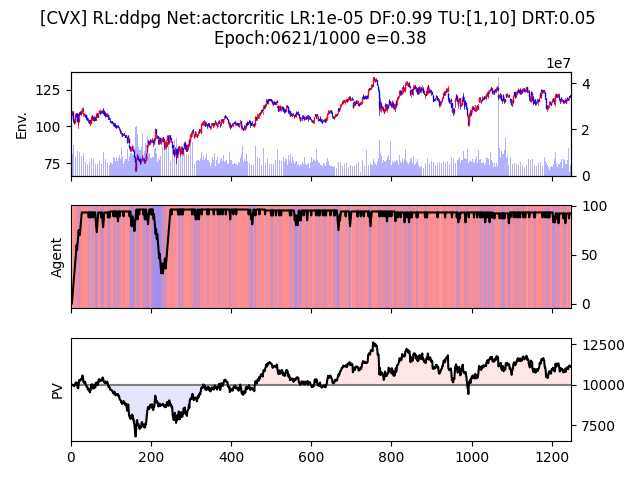 [CVX] RL:ddpg Net:actorcritic LR:1e-05 DF:0.99 TU:[1,10] DRT:0.05
Epoch:0621/1000 e=0.38
1e7
Env.
125
100
75
4
2
0
Agent
100
50
0
PV
12500
10000
7500
0 200 400 600 800 1000 1200